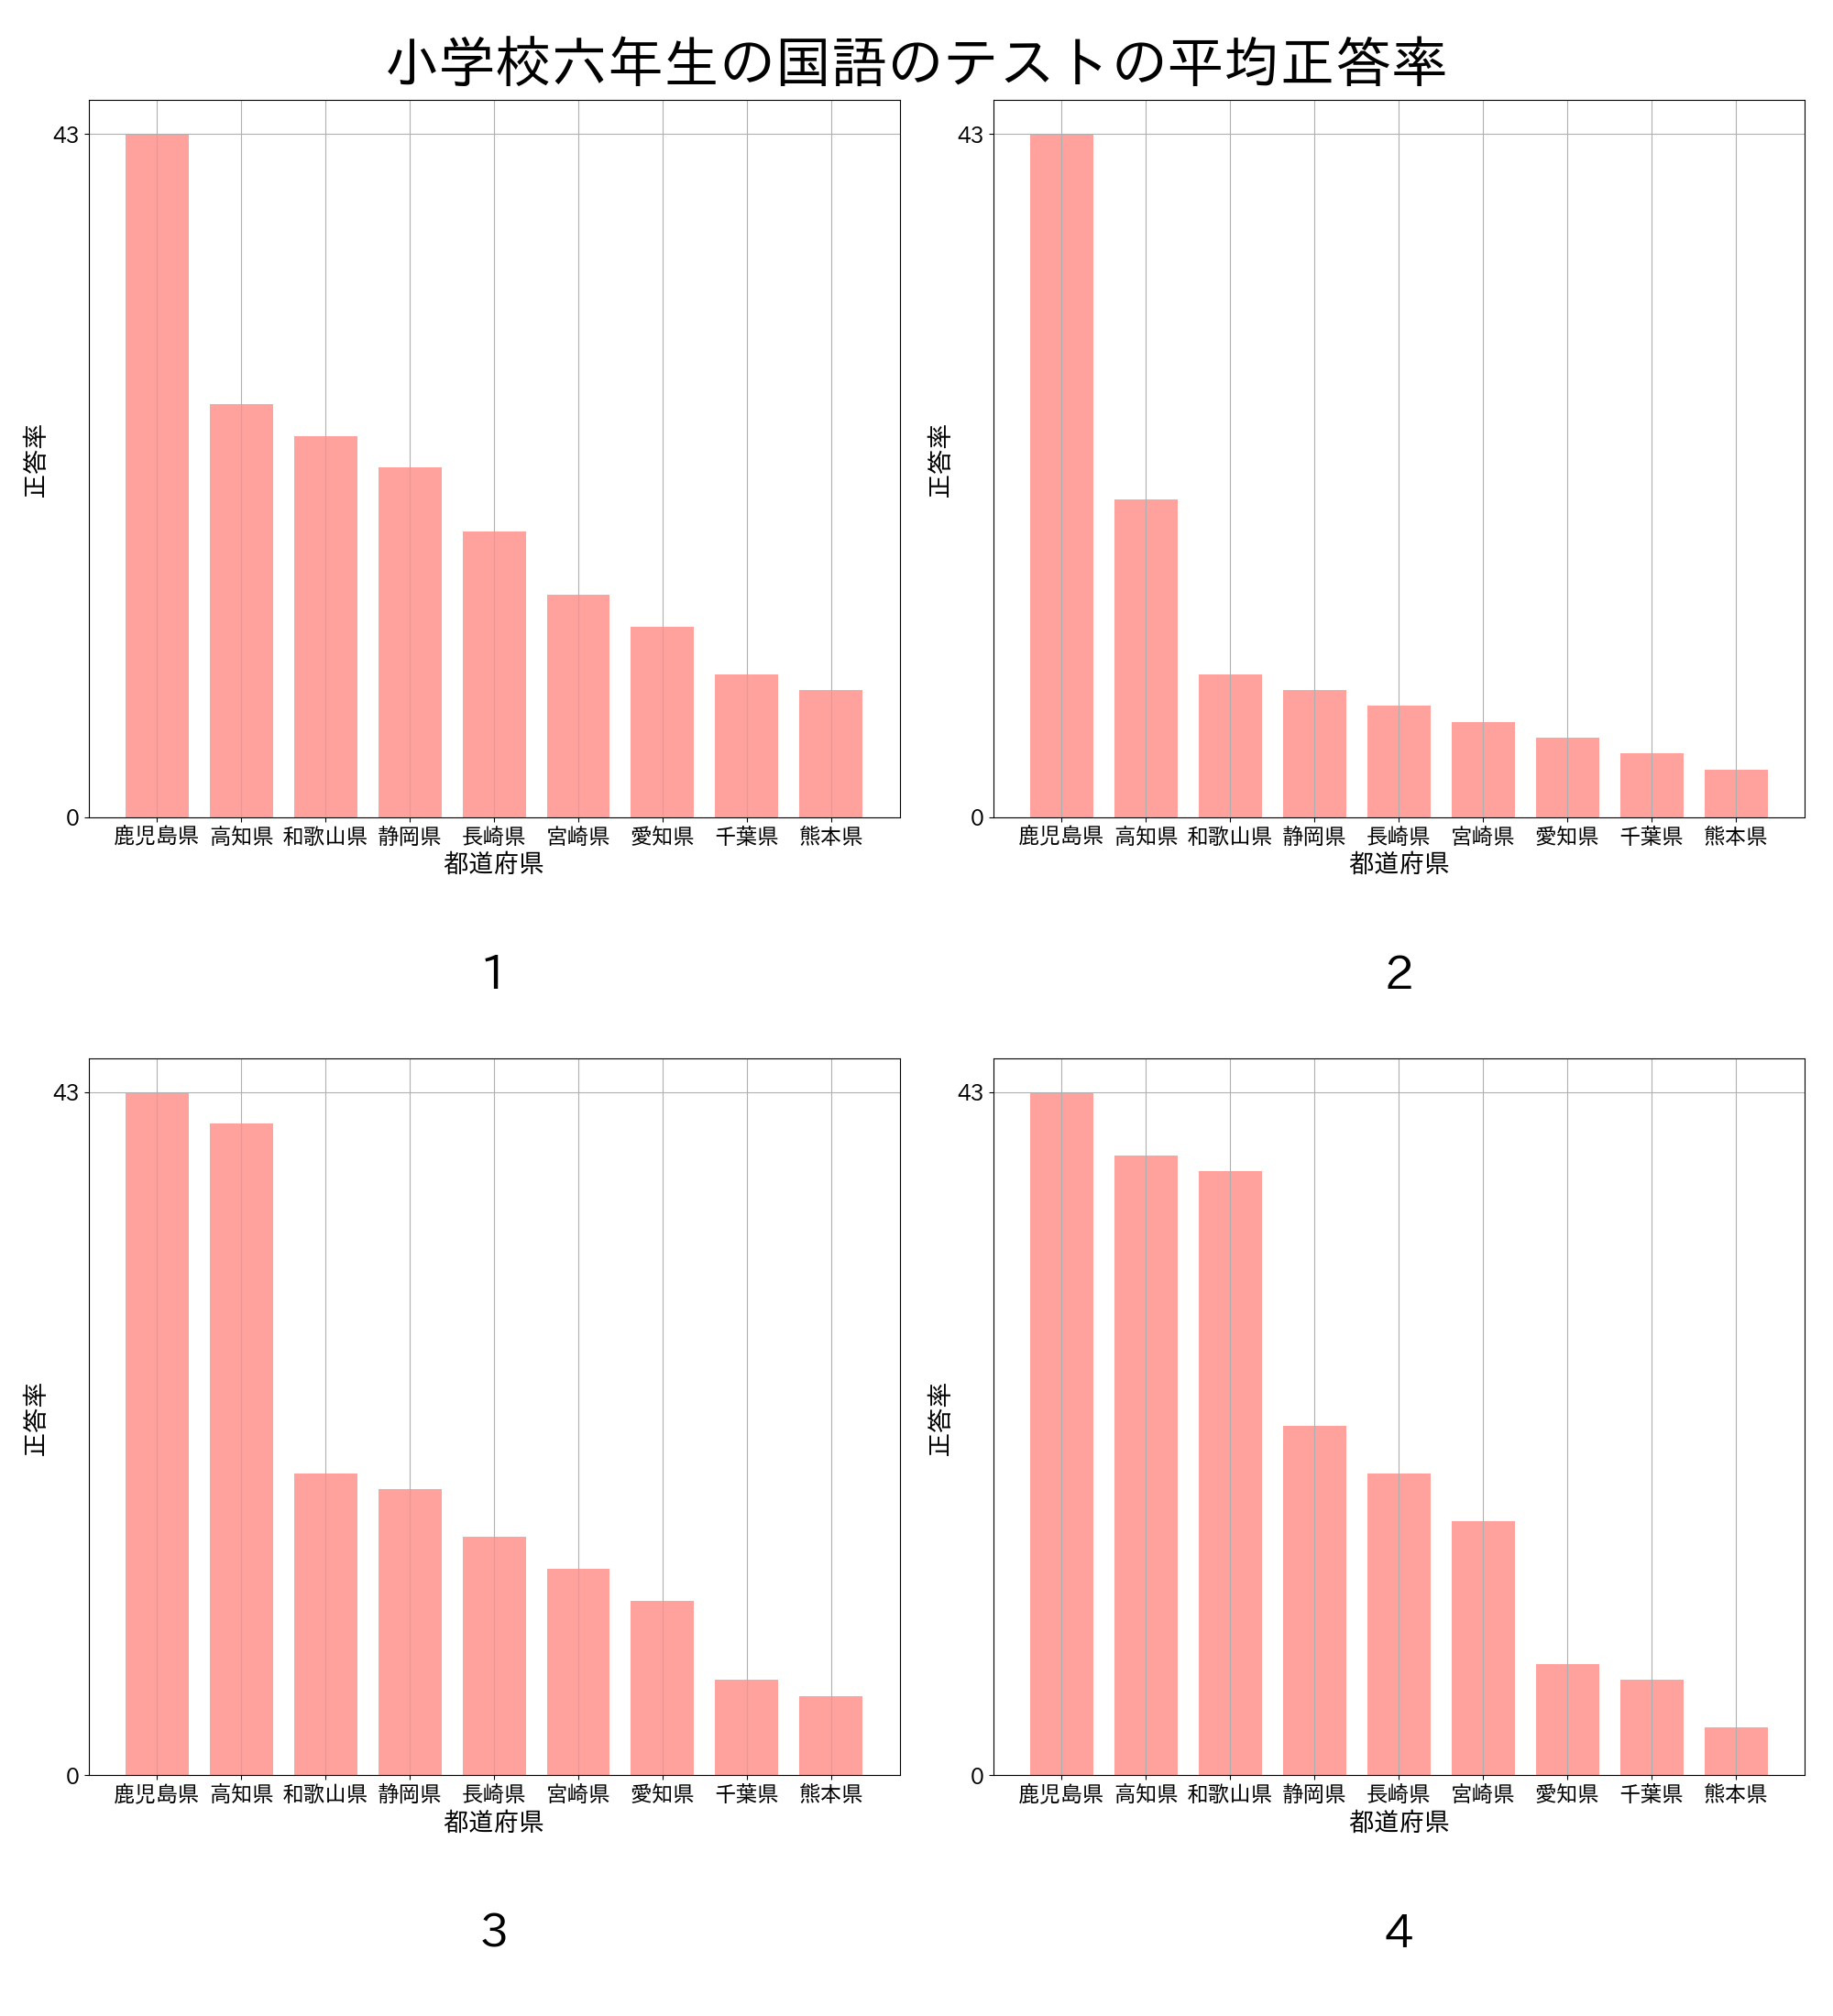 小学校六年生の国語のテストの平均正答率
43
0
正答率
鹿児島県 高知県 和歌山県 静岡県 長崎県 宮崎県 愛知県 千葉県 熊本県
都道府県
1
43
0
正答率
鹿児島県 高知県 和歌山県 静岡県 長崎県 宮崎県 愛知県 千葉県 熊本県
都道府県
2
43
0
正答率
鹿児島県 高知県 和歌山県 静岡県 長崎県 宮崎県 愛知県 千葉県 熊本県
都道府県
3
43
0
正答率
鹿児島県 高知県 和歌山県 静岡県 長崎県 宮崎県 愛知県 千葉県 熊本県
都道府県
4